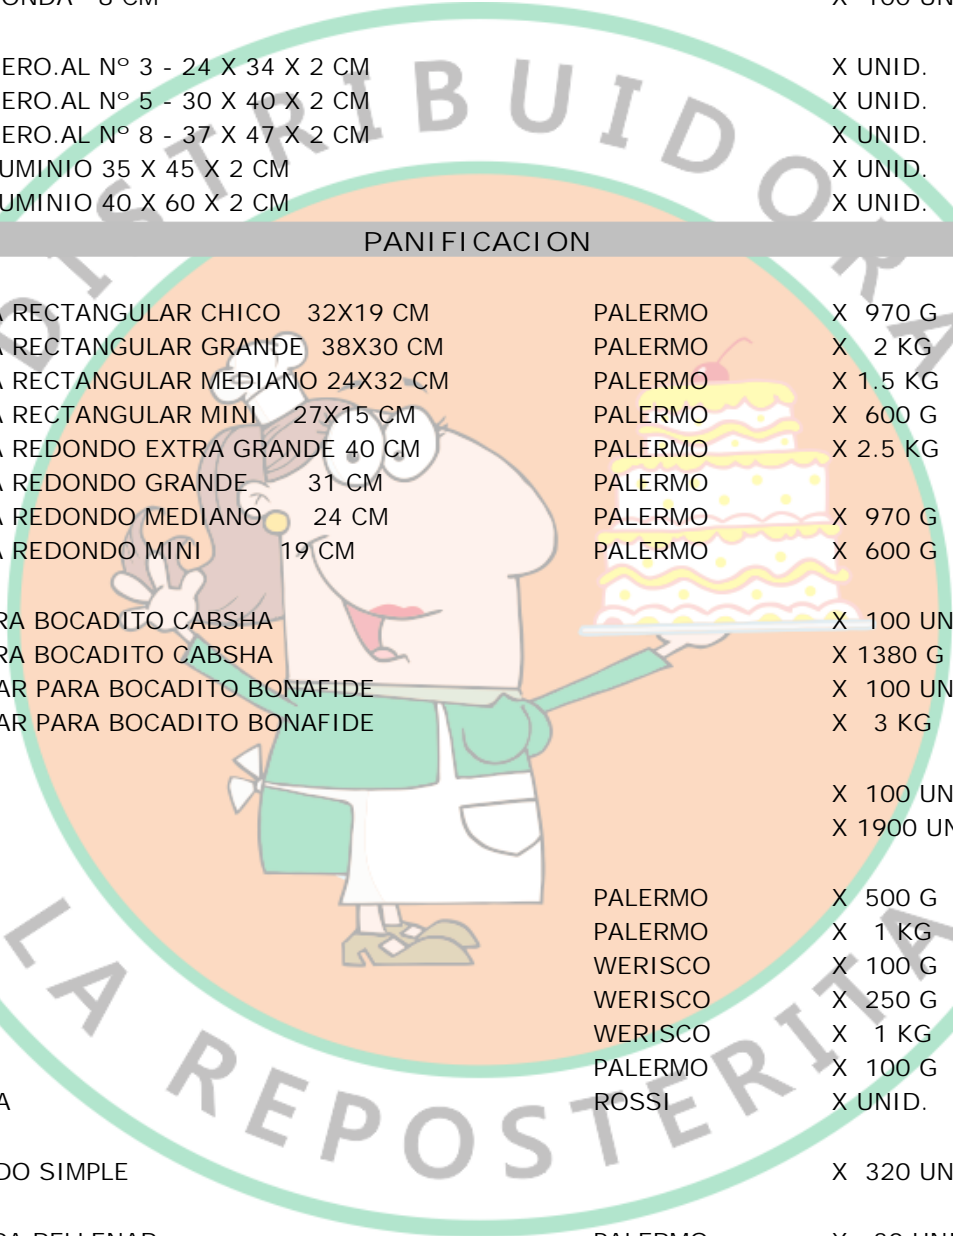 8 CM X 100
ERO.AL Nº 3 - 24 X 34 X 2 CM X UNID.
ERO.AL Nº 5 - 30 X 40 X 2 CM X UNID.
ERO.AL Nº 8 - 37 X 47 X 2 CM X UNID.
UMINIO 35 X 45 X 2 CM X UNID.
UMINIO 40 X 60 X 2 CM X UNID.
PANIFICACION
A RECTANGULAR CHICO 32X19 CM PALERMO X 970 G
A RECTANGULAR GRANDE 38X30 CM PALERMO X 2 KG
A RECTANGULAR MEDIANO 24X32 CM PALERMO X 1.5 KG
A RECTANGULAR MINI 27X15 CM PALERMO X 600 G
A REDONDO EXTRA GRANDE 40 CM PALERMO X 2.5 KG
A REDONDO GRANDE 31 CM PALERMO
A REDONDO MEDIANO 24 CM PALERMO X 970 G
A REDONDO MINI 19 CM PALERMO X 600 G
RA BOCADITO CABSHA X 100 UN
RA BOCADITO CABSHA X 1380 G
AR PARA BOCADITO BONAFIDE X 100 UN
AR PARA BOCADITO BONAFIDE X 3 KG
X 100 UN
X 1900 UN
PALERMO X 500 G
PALERMO X 1 KG
WERISCO X 100 G
WERISCO X 250 G
WERISCO X 1 KG
PALERMO X 100 G
A ROSSI X UNID.
DO SIMPLE X 320 UN
DISTRIBUIDORA
LA REPOSTERITA